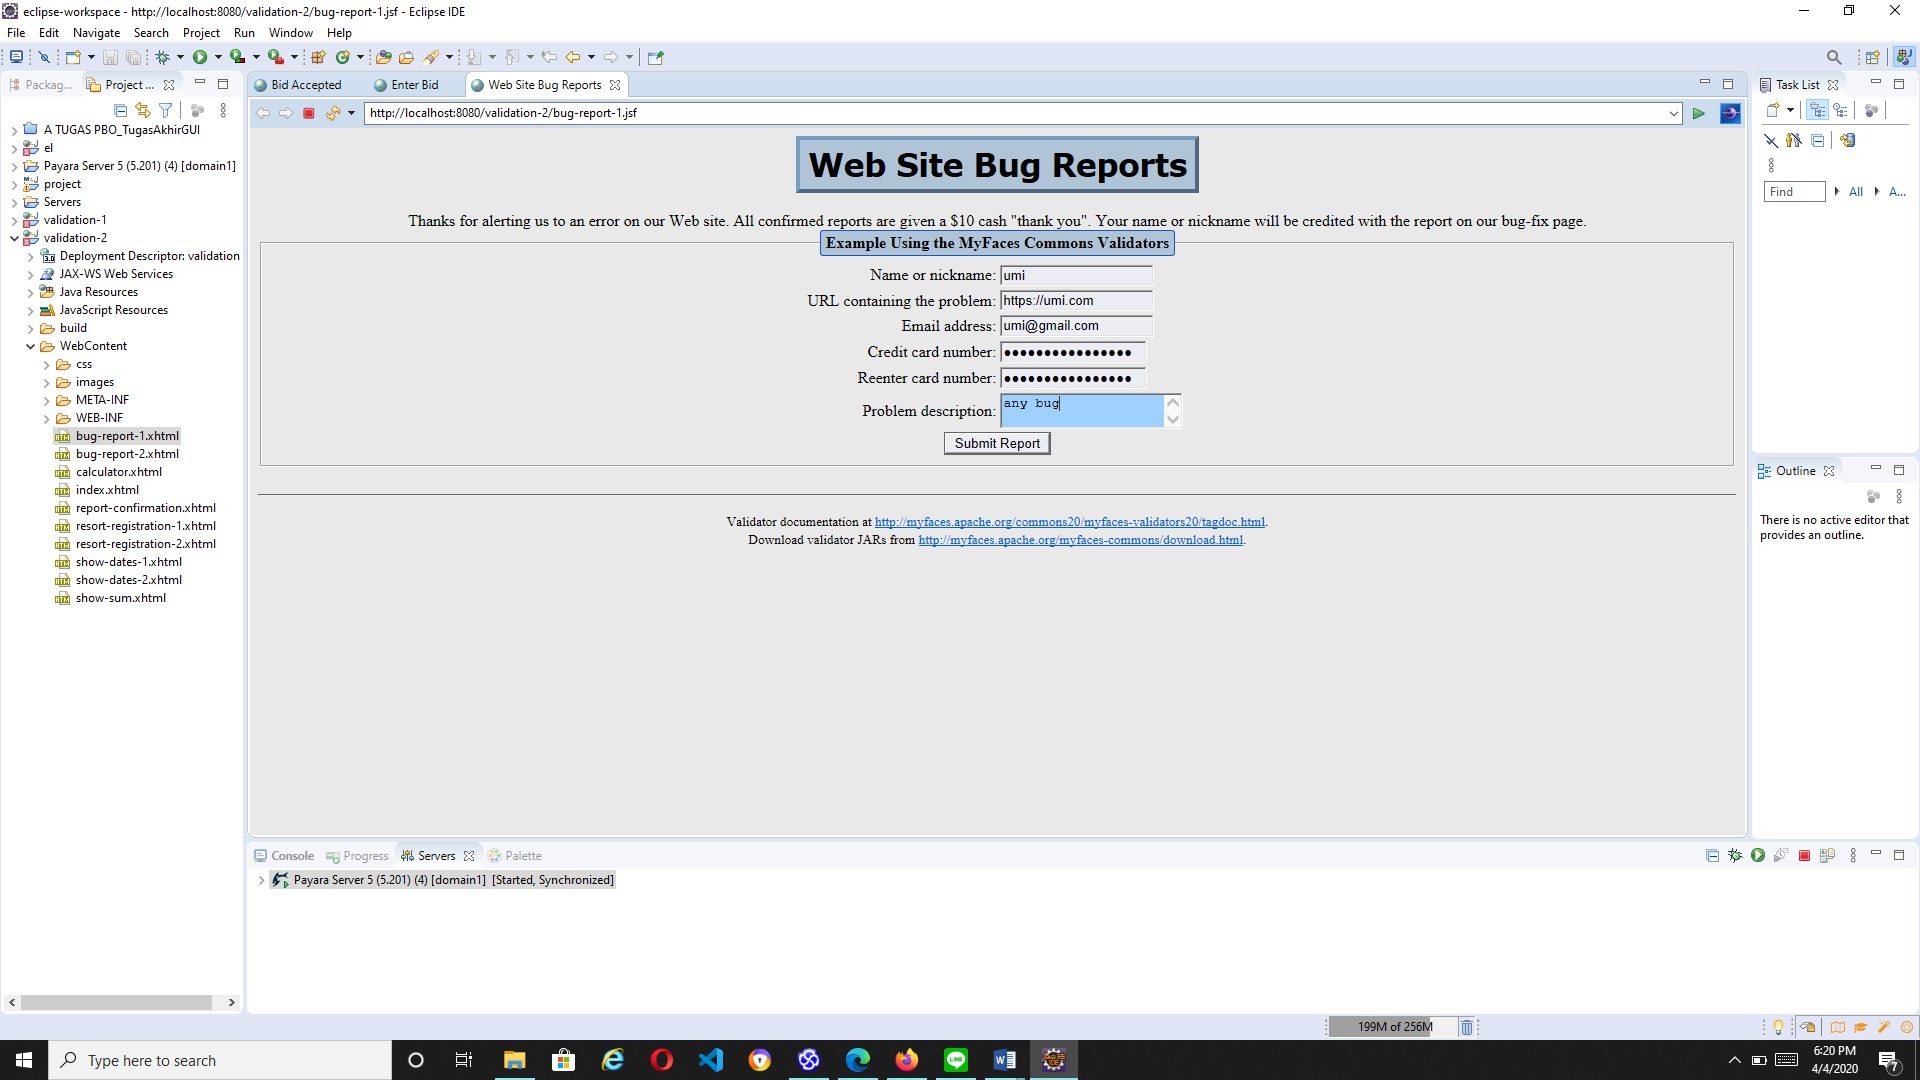 eclipse-workspace - http://localhost:8080/validation-2/bug-report-1.jsf - Eclipse IDE
File Edit Navigate Search Project Run Window Help
Packag... Project ...
A TUGAS PBO_TugasAkhirGUI
el
Payara Server 5 (5.201) (4) [domain1]
project
Servers
validation-1
validation-2
Deployment Descriptor: validation
JAX-WS Web Services
Java Resources
JavaScript Resources
build
WebContent
css
images
META-INF
WEB-INF
bug-report-1.xhtml
bug-report-2.xhtml
calculator.xhtml
index.xhtml
report-confirmation.xhtml
resort-registration-1.xhtml
resort-registration-2.xhtml
show-dates-1.xhtml
show-dates-2.xhtml
show-sum.xhtml
Bid Accepted Enter Bid Web Site Bug Reports
http://localhost:8080/validation-2/bug-report-1.jsf
Web Site Bug Reports
Thanks for alerting us to an error on our Web site. All confirmed reports are given a $10 cash "thank you". Your name or nickname will be credited with the report on our bug-fix page.
Example Using the MyFaces Commons Validators
Name or nickname: umi
URL containing the problem: https://umi.com
Email address: umi@gmail.com
Credit card number: ●●●●●●●●●●●●●●●●
Reenter card number: ●●●●●●●●●●●●●●●●
Problem description: any bug
Submit Report
Validator documentation at http://myfaces.apache.org/commons20/myfaces-validators20/tagdoc.html.
Download validator JARs from http://myfaces.apache.org/myfaces-commons/download.html.
Console Progress Servers Palette
Payara Server 5 (5.201) (4) [domain1] [Started, Synchronized]
Task List
Find All A...
Outline
There is no active editor that
provides an outline.
199M of 256M
Type here to search
6:20 PM
4/4/2020
7